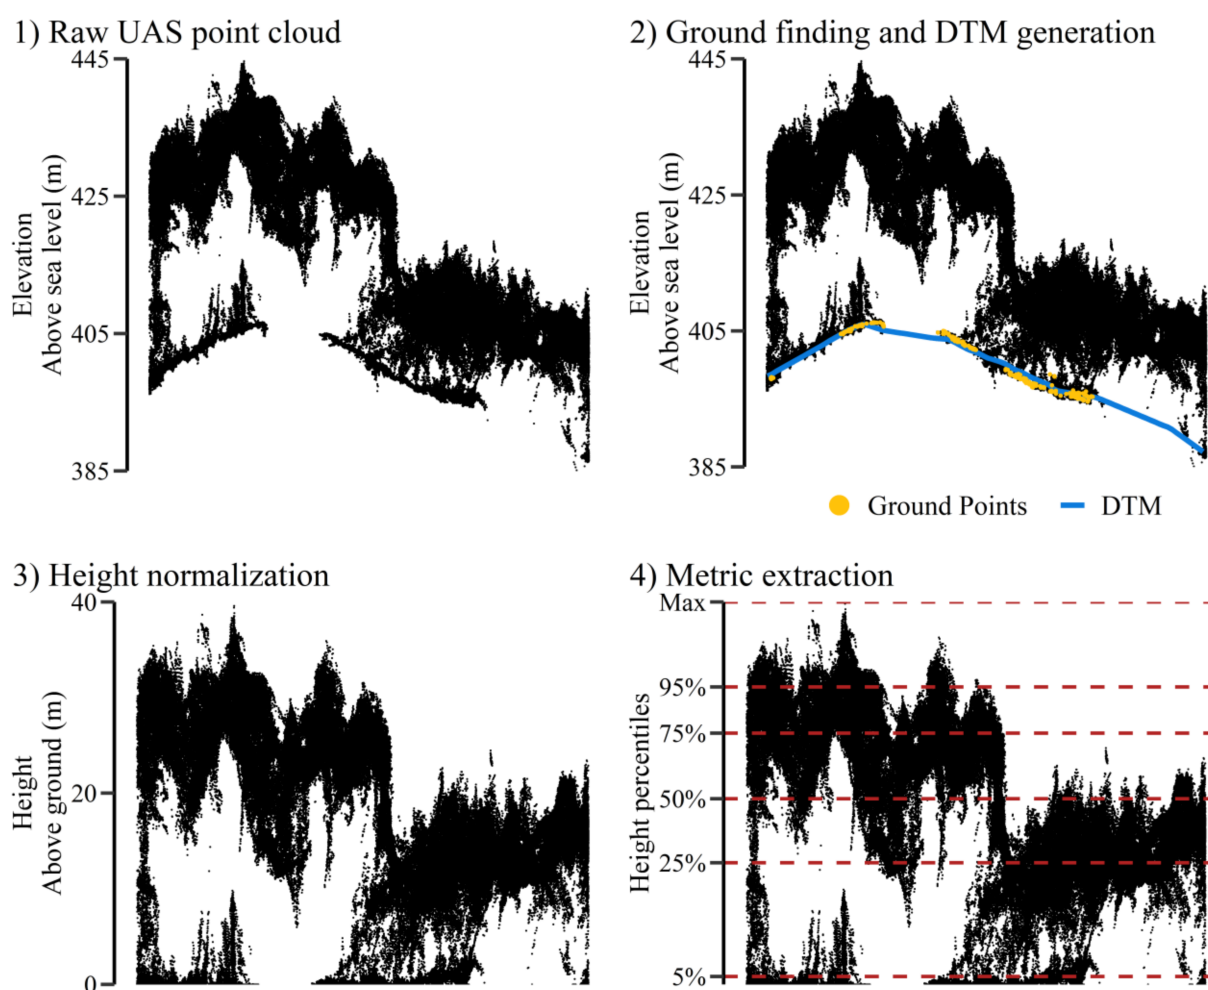 1) Raw UAS point cloud
445
425
405
385
Elevation
Above sea level (m)
2) Ground finding and DTM generation
445
425
405
385
Elevation
Above sea level (m)
Ground Points
DTM
3) Height normalization
40
20
0
Height
Above ground (m)
4) Metric extraction
Max
95%
75%
50%
25%
5%
Height percentiles